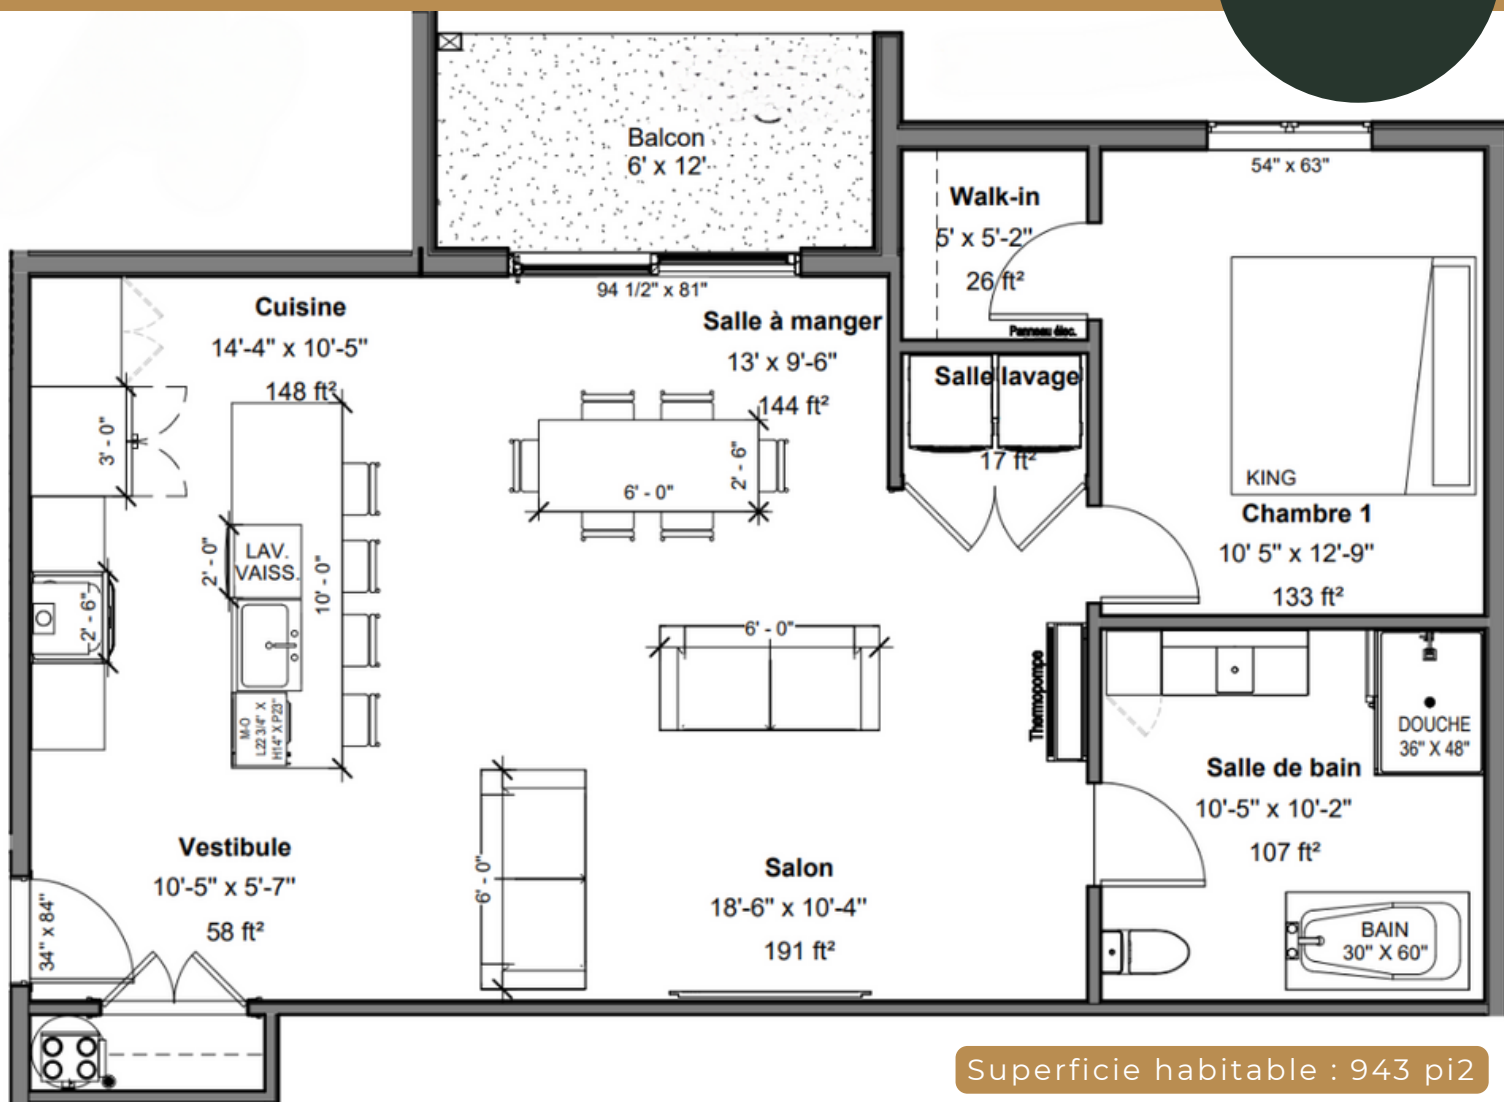 Balcon
6' x 12'
54" x 63"
Walk-in
5' x 5'-2"
26 ft²
Panneau élec.
94 1/2" x 81"
Cuisine
14'-4" x 10'-5"
148 ft²
Salle à manger
13' x 9'-6"
144 ft²
Salle lavage
17 ft²
3' - 0"
6' - 0"
2' - 6"
KING
Chambre 1
10' 5" x 12'-9"
133 ft²
2' - 0"
LAV.
VAISS.
10' - 0"
2' - 6"
6' - 0"
Thermopompe
M-O
L22 3/4" X
H14" X P23"
DOUCHE
36" X 48"
Salle de bain
10'-5" x 10'-2"
107 ft²
Vestibule
10'-5" x 5'-7"
58 ft²
6' - 0"
Salon
18'-6" x 10'-4"
191 ft²
34" x 84"
BAIN
30" X 60"
Superficie habitable : 943 pi2